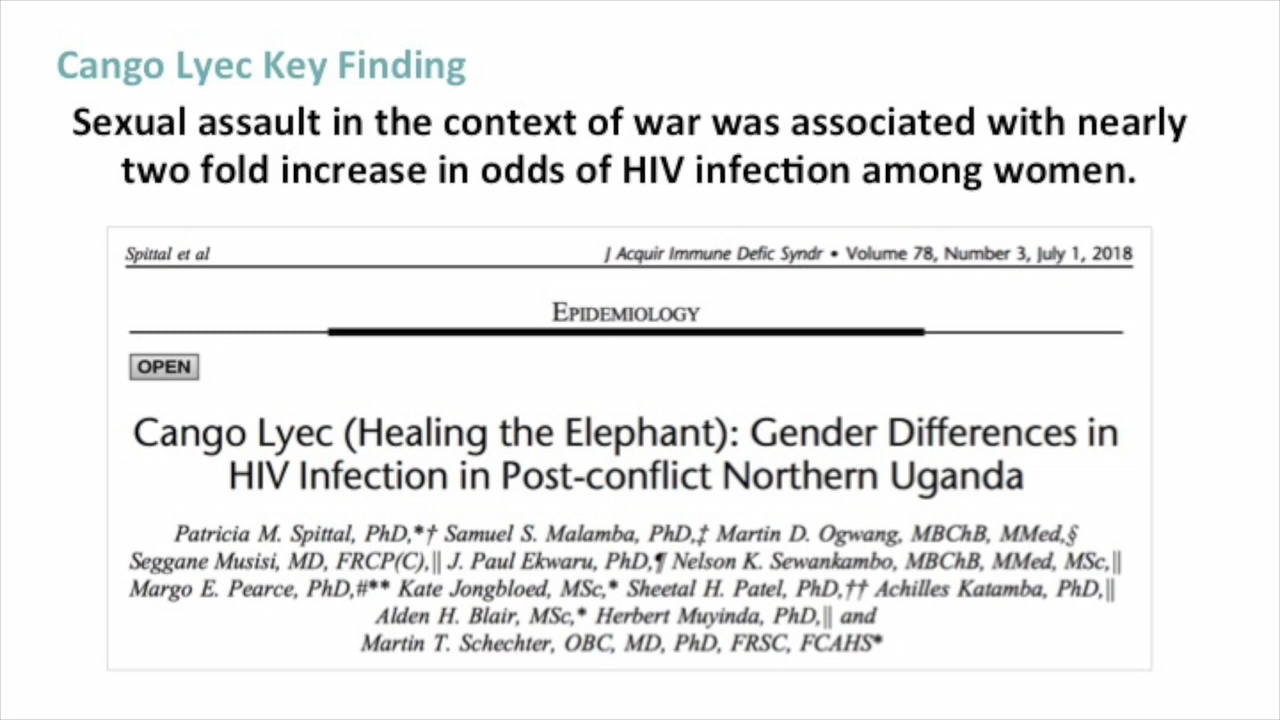 Cango Lyec Key Finding
Sexual assault in the context of war was associated with nearly
two fold increase in odds of HIV infection among women.
Spittal et al
J Acquir Immune Defic Syndr • Volume 78, Number 3, July 1, 2018
EPIDEMIOLOGY
OPEN
Cango Lyec (Healing the Elephant): Gender Differences in
HIV Infection in Post-conflict Northern Uganda
Patricia M. Spittal, PhD,*† Samuel S. Malamba, PhD,‡ Martin D. Ogwang, MBChB, MMed,§
Seggane Musisi, MD, FRCP(C),‖ J. Paul Ekwaru, PhD,¶ Nelson K. Sewankambo, MBChB, MMed, MSc,‖
Margo E. Pearce, PhD,#** Kate Jongbloed, MSc,* Sheetal H. Patel, PhD,†† Achilles Katamba, PhD,‖
Alden H. Blair, MSc,* Herbert Muyinda, PhD,‖ and
Martin T. Schechter, OBC, MD, PhD, FRSC, FCAHS*